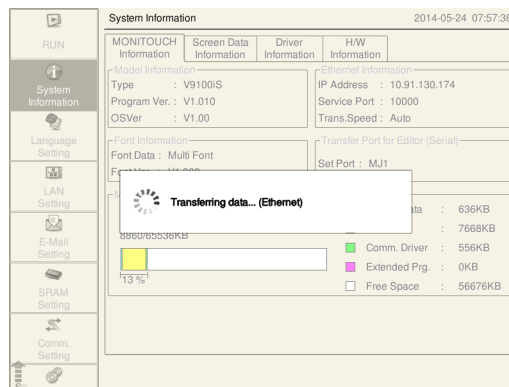 System Information
2014-05-24 07:57:38
RUN
System
Information
Language
Setting
LAN
Setting
E-Mail
Setting
SRAM
Setting
Comm.
Setting
MONITOUCH
Information
Screen Data
Information
Driver
Information
H/W
Information
Model Information
Type : V9100iS
Program Ver. : V1.010
OSVer : V1.00
Ethernet Information
IP Address : 10.91.130.174
Service Port : 10000
Trans.Speed : Auto
Font Information
Font Data : Multi Font
Transfer Port for Editor (Serial)
Set Port : MJ1
Transferring data... (Ethernet)
: 636KB
: 7668KB
8860/65536KB
13 %
Comm. Driver : 556KB
Extended Prg. : 0KB
Free Space : 56676KB